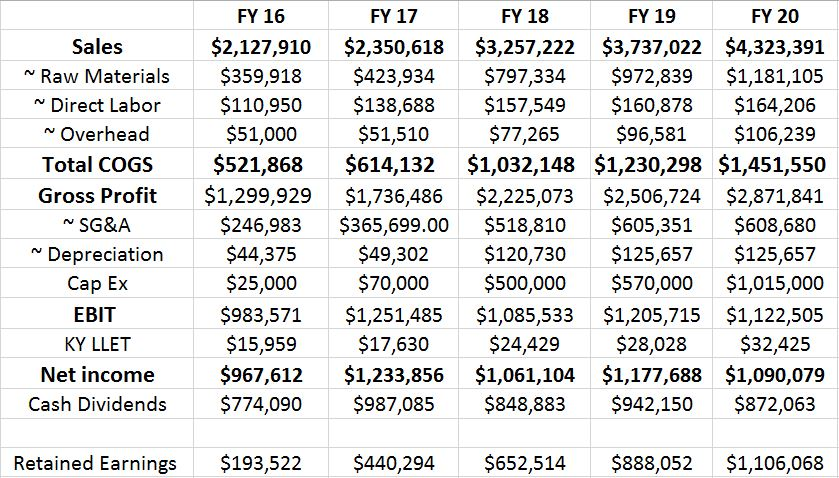 FY 16 FY 17 FY 18 FY 19 FY 20
Sales $2,127,910 $2,350,618 $3,257,222 $3,737,022 $4,323,391
~ Raw Materials $359,918 $423,934 $797,334 $972,839 $1,181,105
~ Direct Labor $110,950 $138,688 $157,549 $160,878 $164,206
~ Overhead $51,000 $51,510 $77,265 $96,581 $106,239
Total COGS $521,868 $614,132 $1,032,148 $1,230,298 $1,451,550
Gross Profit $1,299,929 $1,736,486 $2,225,073 $2,506,724 $2,871,841
~ SG&A $246,983 $365,699.00 $518,810 $605,351 $608,680
~ Depreciation $44,375 $49,302 $120,730 $125,657 $125,657
Cap Ex $25,000 $70,000 $500,000 $570,000 $1,015,000
EBIT $983,571 $1,251,485 $1,085,533 $1,205,715 $1,122,505
KY LLET $15,959 $17,630 $24,429 $28,028 $32,425
Net income $967,612 $1,233,856 $1,061,104 $1,177,688 $1,090,079
Cash Dividends $774,090 $987,085 $848,883 $942,150 $872,063
Retained Earnings $193,522 $440,294 $652,514 $888,052 $1,106,068